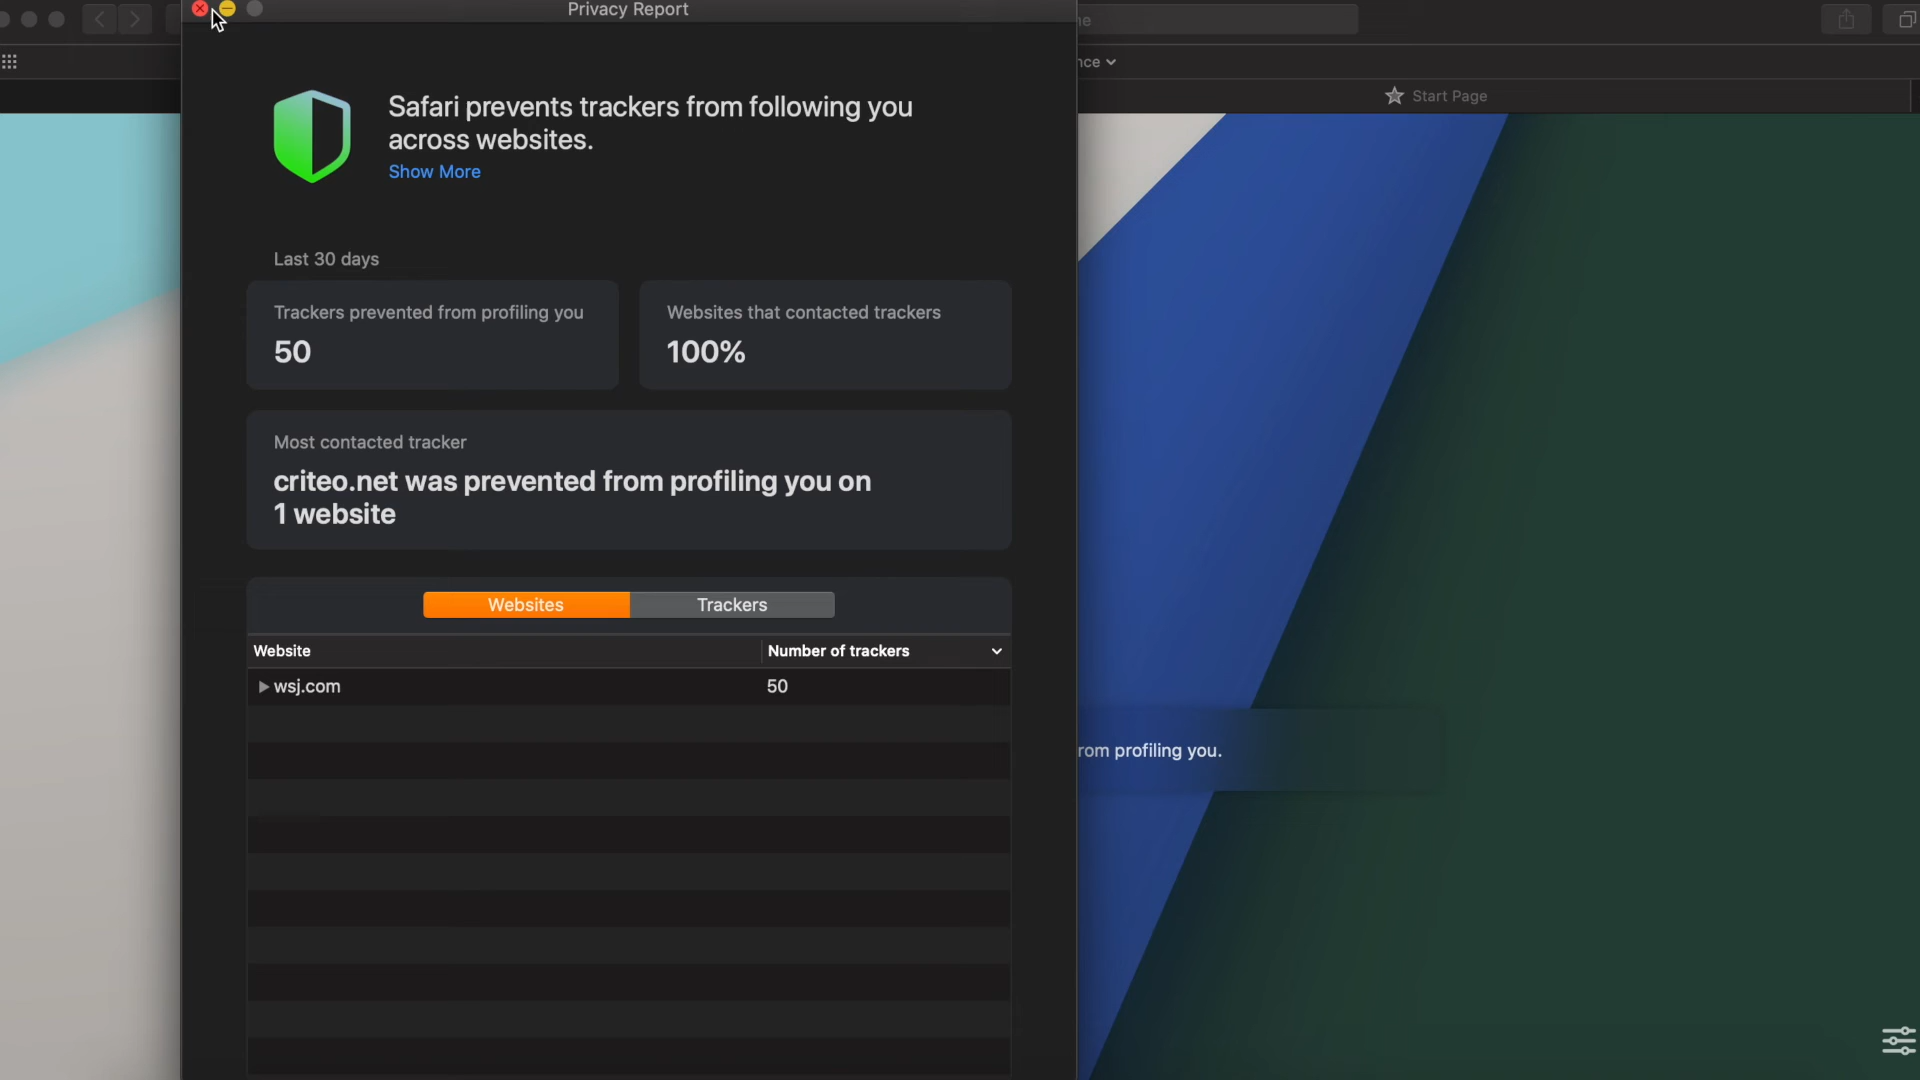 Privacy Report
Safari prevents trackers from following you
across websites.
Show More
Last 30 days
Trackers prevented from profiling you
50
Websites that contacted trackers
100%
Most contacted tracker
criteo.net was prevented from profiling you on
1 website
Websites
Trackers
Website
Number of trackers
wsj.com
50
Start Page
from profiling you.